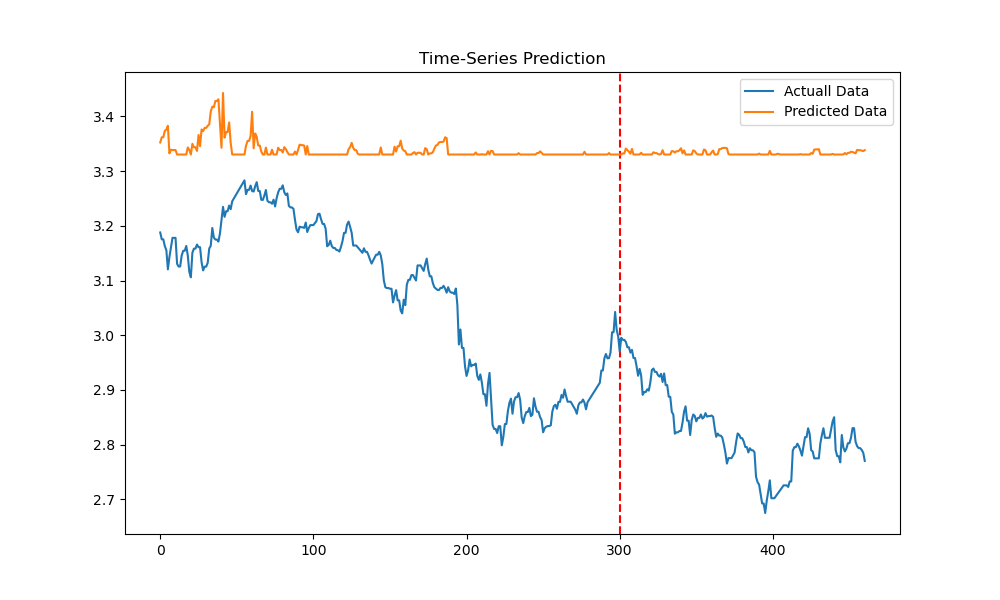 Time-Series Prediction
Actuall Data
Predicted Data
3.4
3.3
3.2
3.1
3.0
2.9
2.8
2.7
0 100 200 300 400